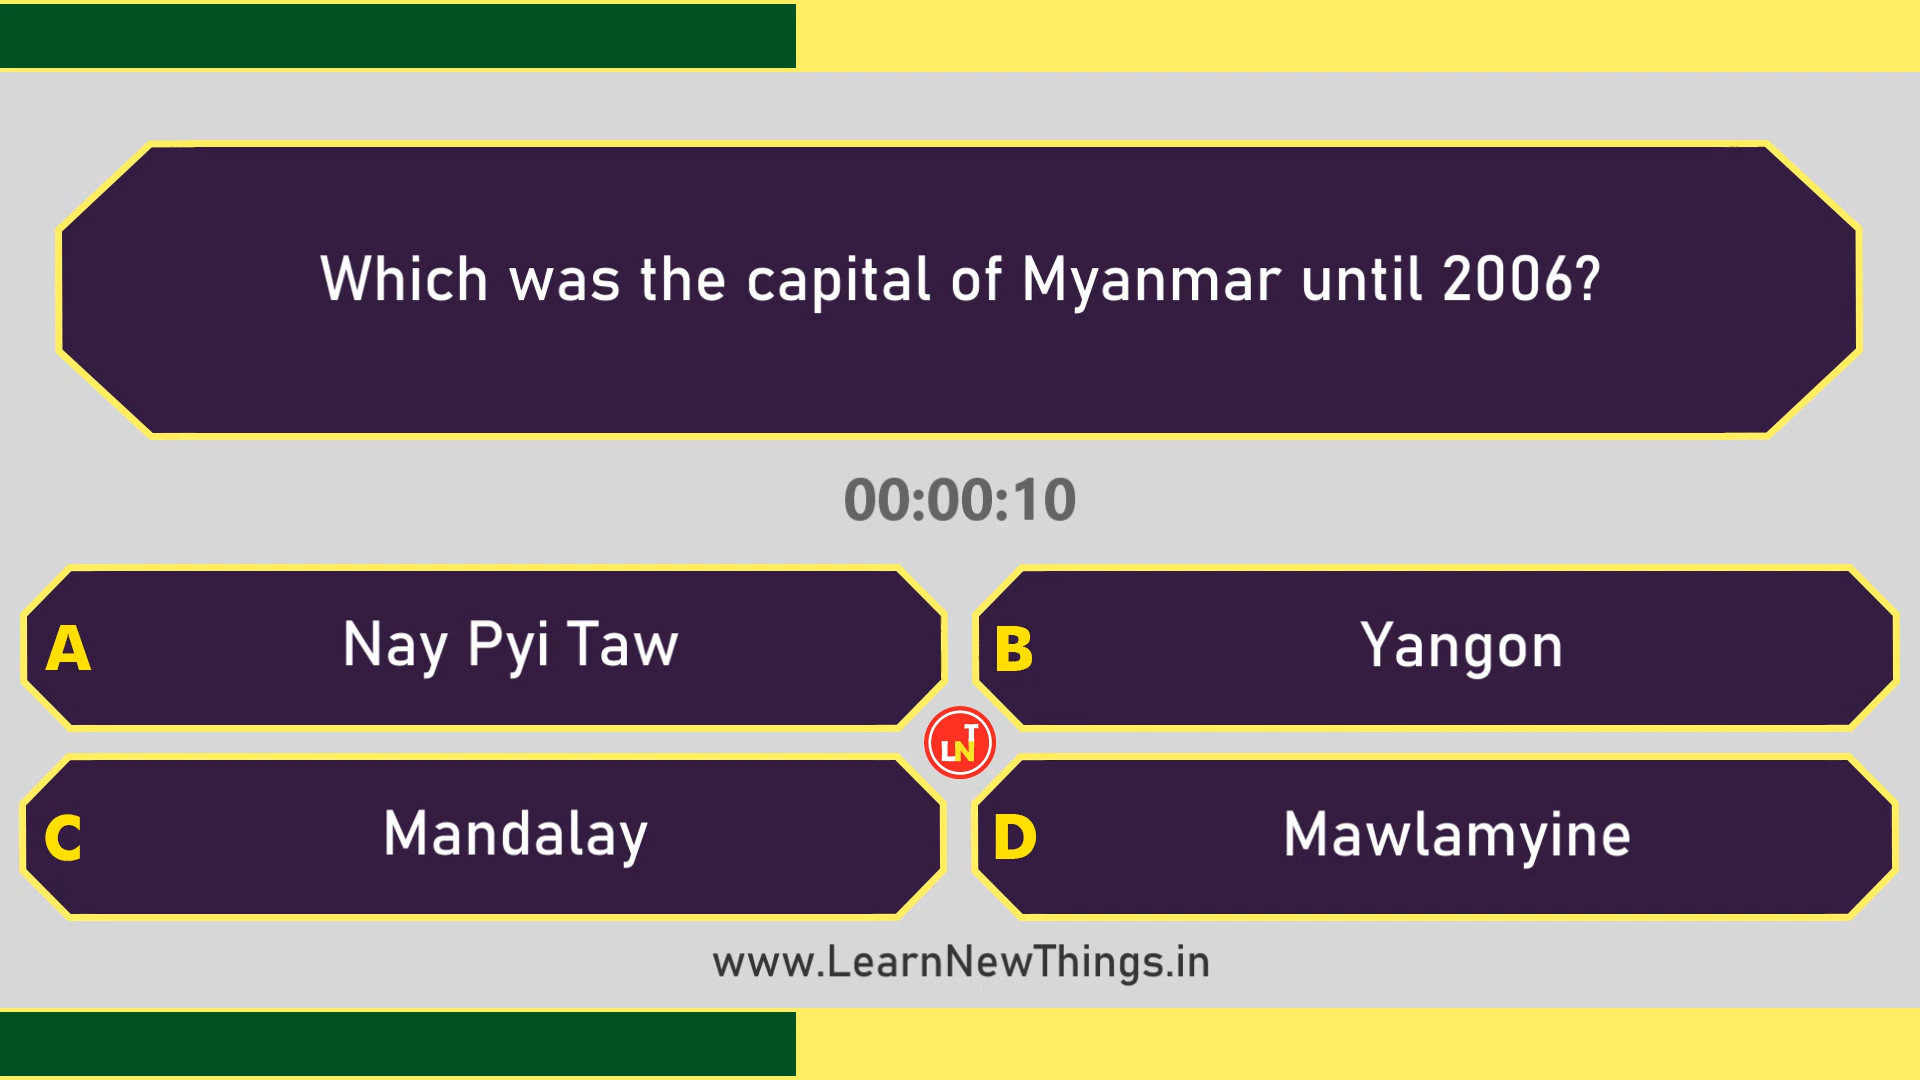 Which was the capital of Myanmar until 2006?
00:00:10
A Nay Pyi Taw
B Yangon
LNT
C Mandalay
D Mawlamyine
www.LearnNewThings.in